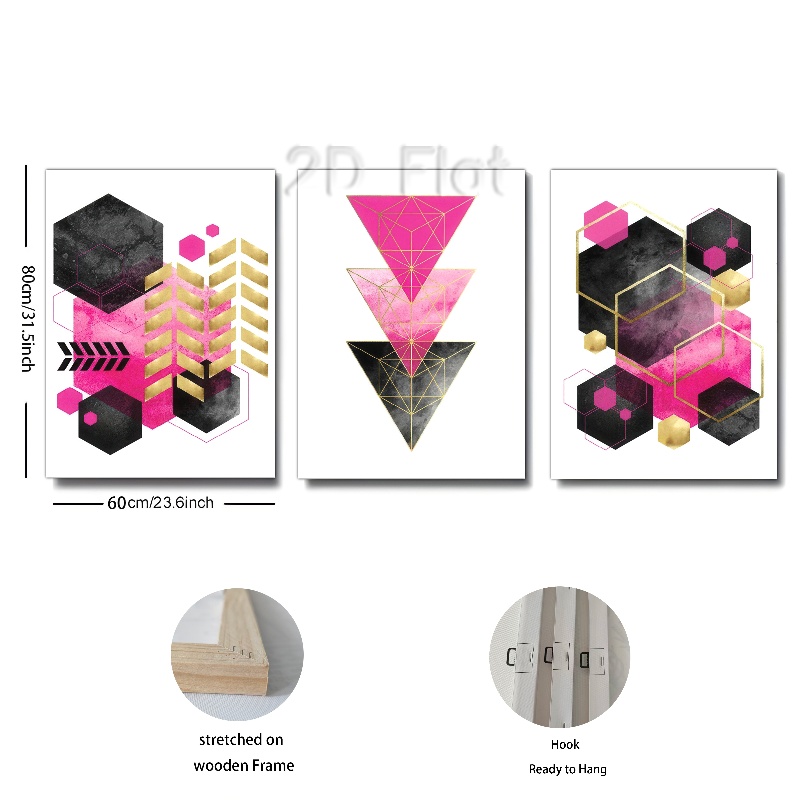 2D Flat
80cm/31.5inch
60cm/23.6inch
stretched on
wooden Frame
Hook
Ready to Hang